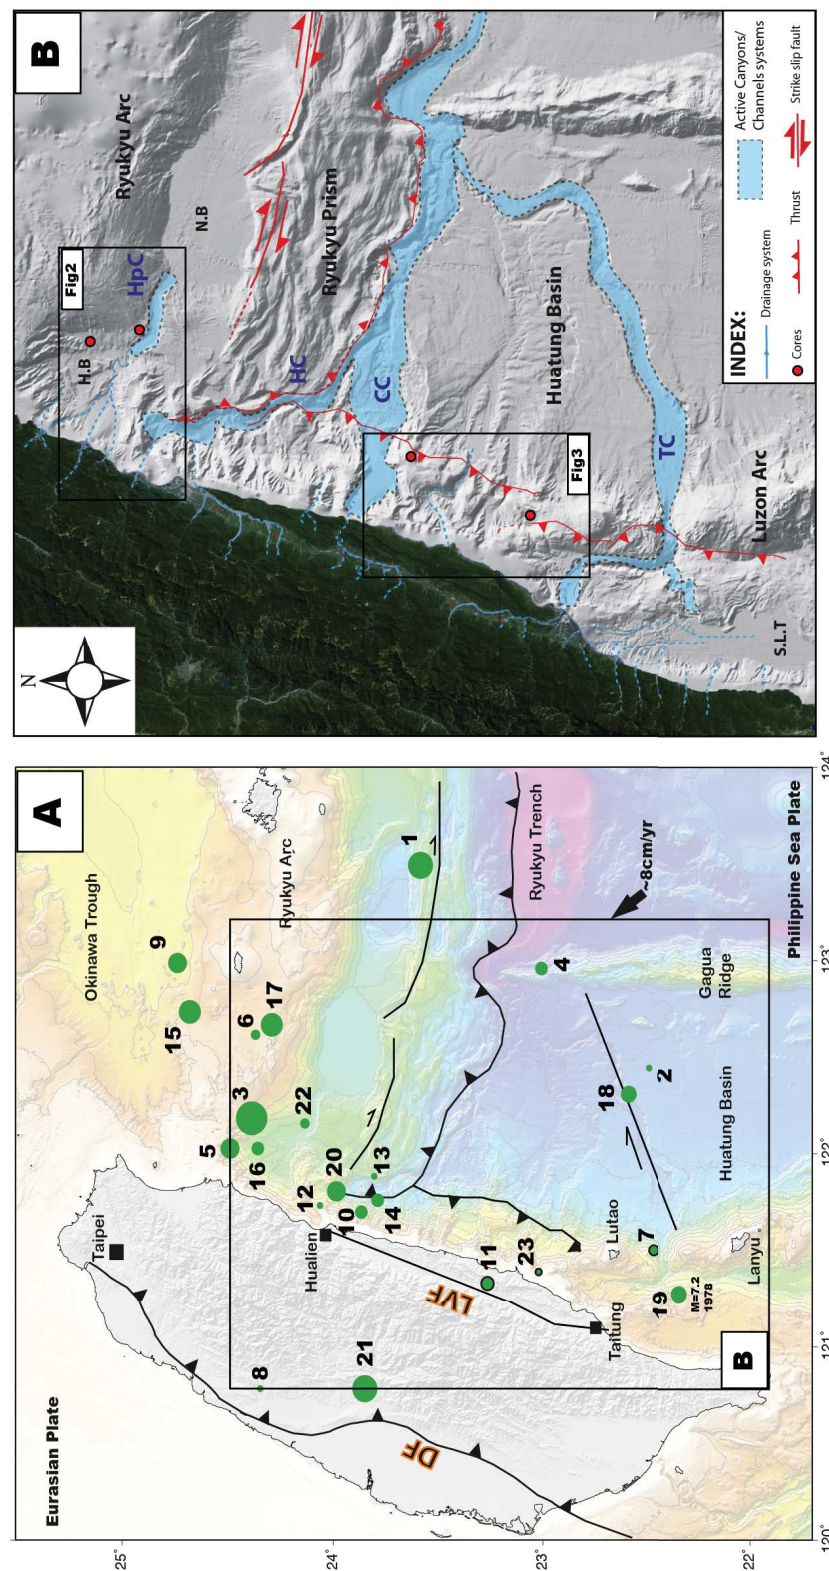 A
Eurasian Plate
Okinawa Trough
Taipei
9
15
5
3
6
17
Ryukyu Arc
16
22
8
12
20
Hualien
10
13
14
1
21
11
LVF
DF
23
Ryukyu Trench
4
Taitung
18
2
~8cm/yr
Lutao
7
19
M=7.2
1978
Huatung Basin
Gagua
Ridge
Lanyu
Philippine Sea Plate
B
25°
24°
23°
22°
120°
121°
122°
123°
124°
B
N
Ryukyu Arc
Fig2
H.B
HpC
N.B
Ryukyu Prism
HC
CC
Huatung Basin
Fig3
TC
Luzon Arc
S.L.T
INDEX:
Active Canyons/
Channels systems
Drainage system
Cores
Thrust
Strike slip fault